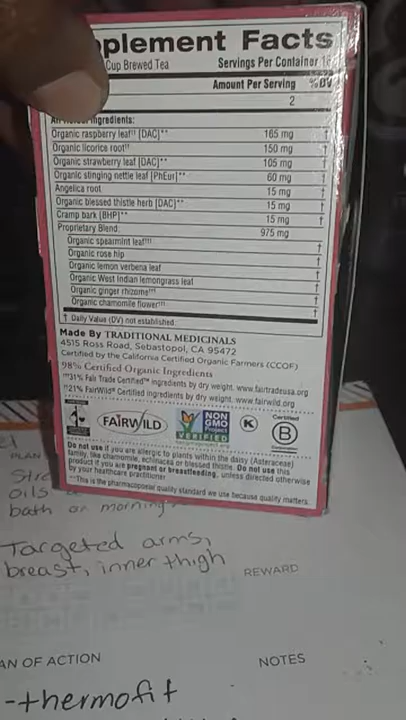 plement Facts
Cup Brewed Tea Servings Per Container 16
Amount Per Serving %DV
2
Ingredients:
Organic raspberry leaf [DAC]** 165 mg †
Organic licorice root 150 mg †
Organic strawberry leaf [DAC]** 105 mg †
Organic stinging nettle leaf [PhEur]** 60 mg †
Angelica root 15 mg †
Organic blessed thistle herb [DAC]** 15 mg †
Cramp bark [BHP]** 15 mg †
Proprietary Blend: 975 mg
Organic spearmint leaf †
Organic rose hip †
Organic lemon verbena leaf †
Organic West Indian lemongrass leaf †
Organic ginger rhizome †
Organic chamomile flower †
† Daily Value (DV) not established.
Made By TRADITIONAL MEDICINALS
4515 Ross Road, Sebastopol, CA 95472
Certified by the California Certified Organic Farmers (CCOF)
98% Certified Organic Ingredients
31% Fair Trade Certified™ ingredients by dry weight. www.fairtradeusa.org
21% FairWild® Certified ingredients by dry weight. www.fairwild.org
FAIRWILD
NON
GMO
Project
VERIFIED
nongmoproject.org
K
Certified
B
Corporation
Do not use if you are allergic to plants within the daisy (Asteraceae)
family, like chamomile, echinacea or blessed thistle. Do not use this
product if you are pregnant or breastfeeding, unless directed otherwise
by your healthcare practitioner.
**This is the pharmacopoeial quality standard we use because quality matters.
PLAN
oils
bath or morning
Targeted arms,
breast, inner thigh
REWARD
AN OF ACTION NOTES
-thermofit